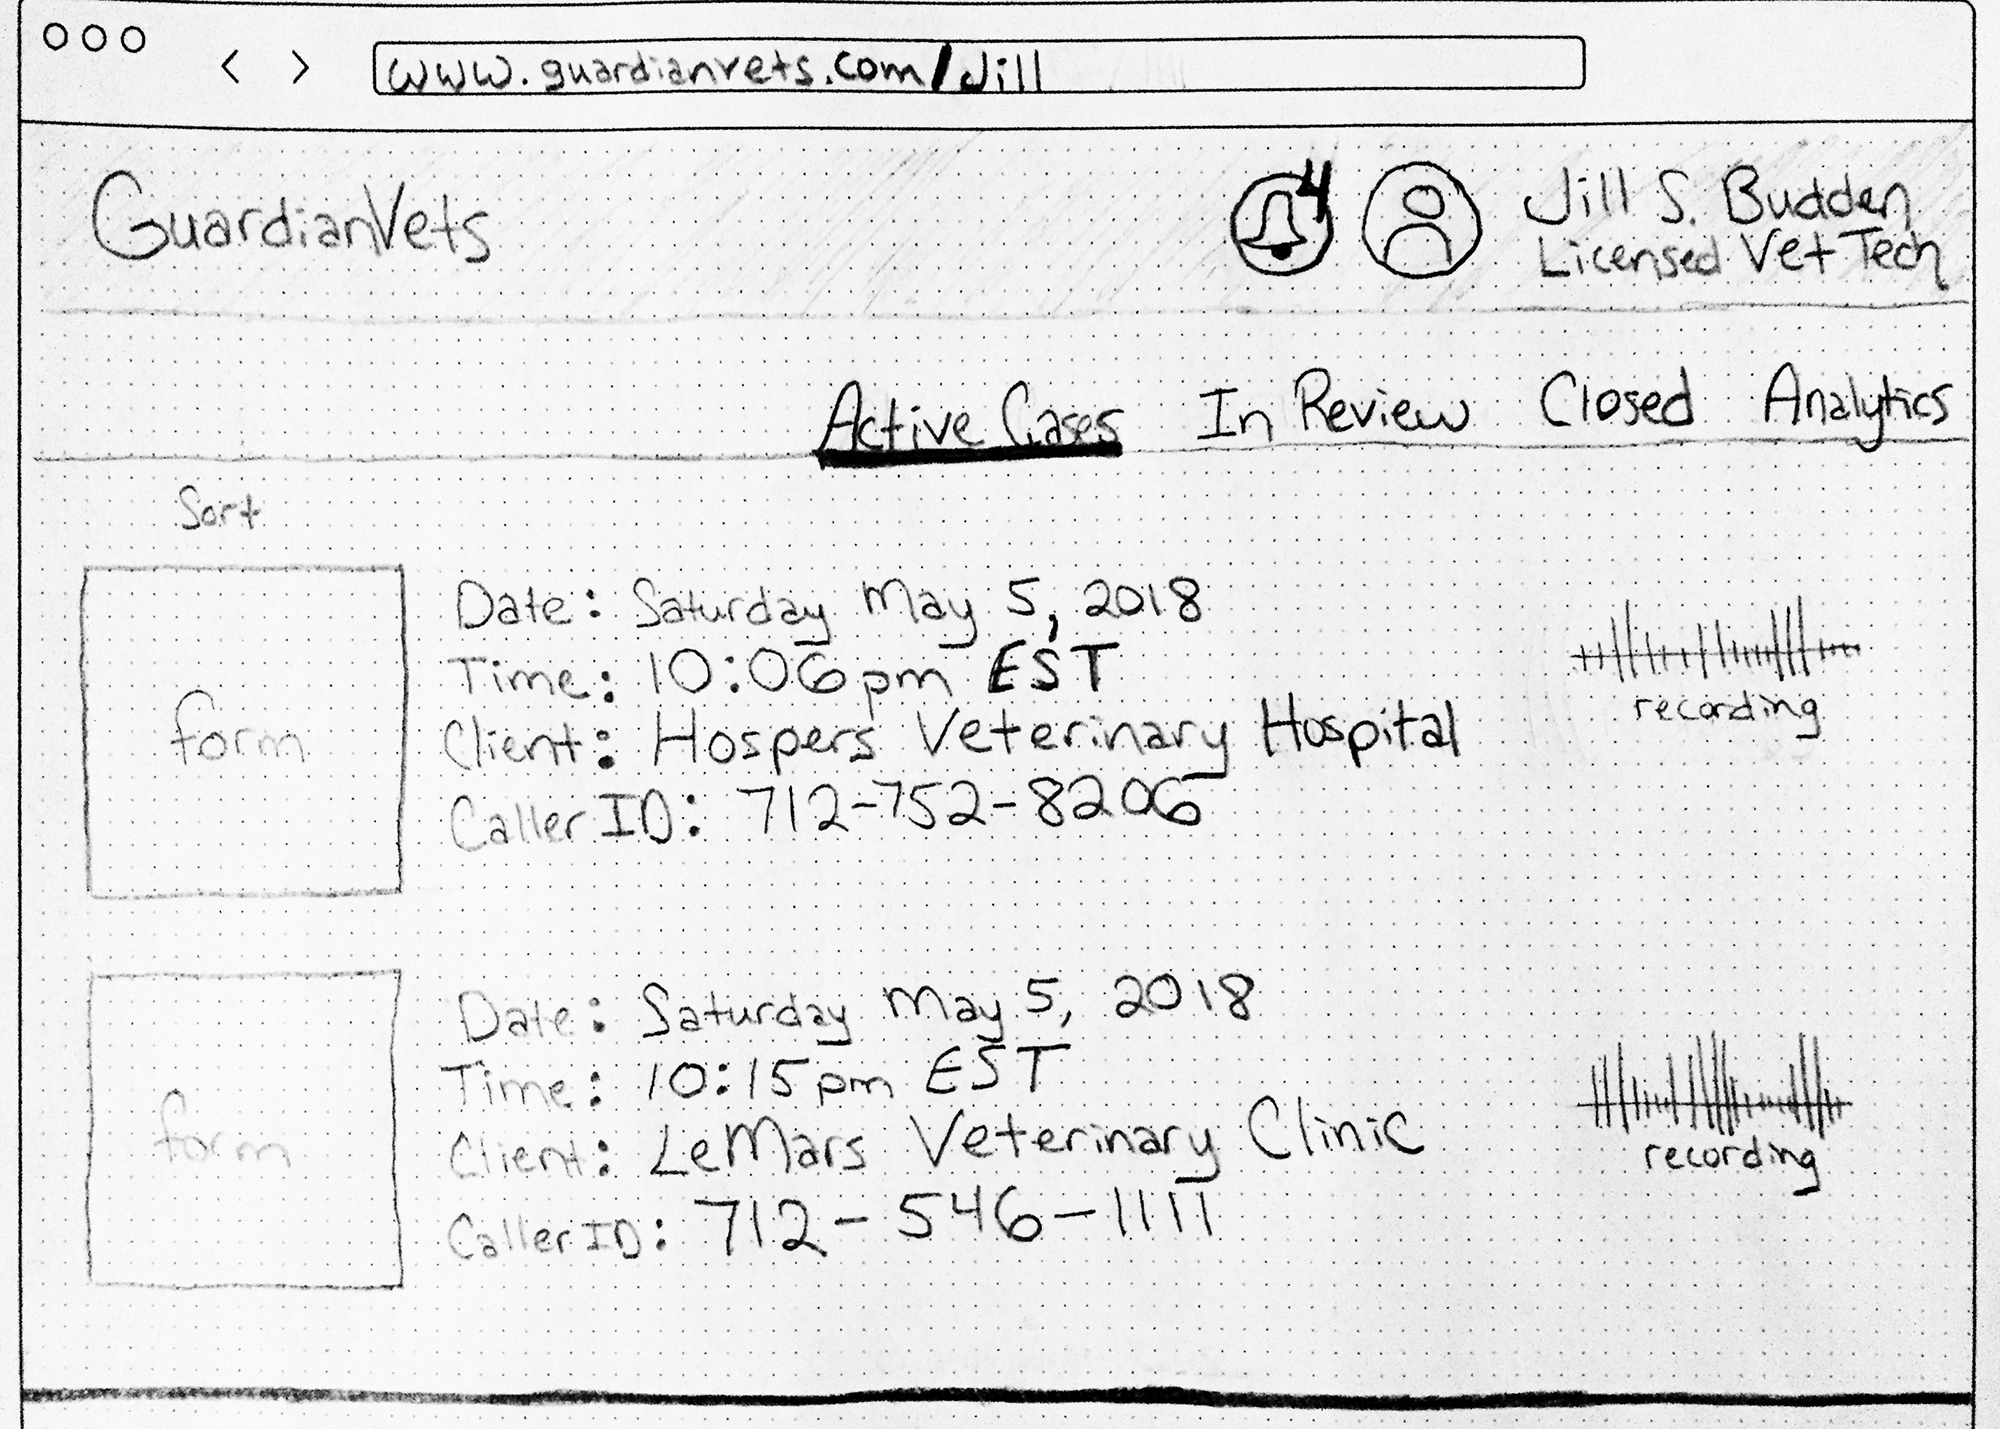 www.guardianvets.com/Jill
GuardianVets
4
Jill S. Budden
Licensed Vet Tech
Active Cases In Review Closed Analytics
Sort
form
Date: Saturday May 5, 2018
Time: 10:06pm EST
Client: Hospers Veterinary Hospital
Caller ID: 712-752-8206
recording
form
Date: Saturday May 5, 2018
Time: 10:15pm EST
Client: LeMars Veterinary Clinic
Caller ID: 712-546-1111
recording